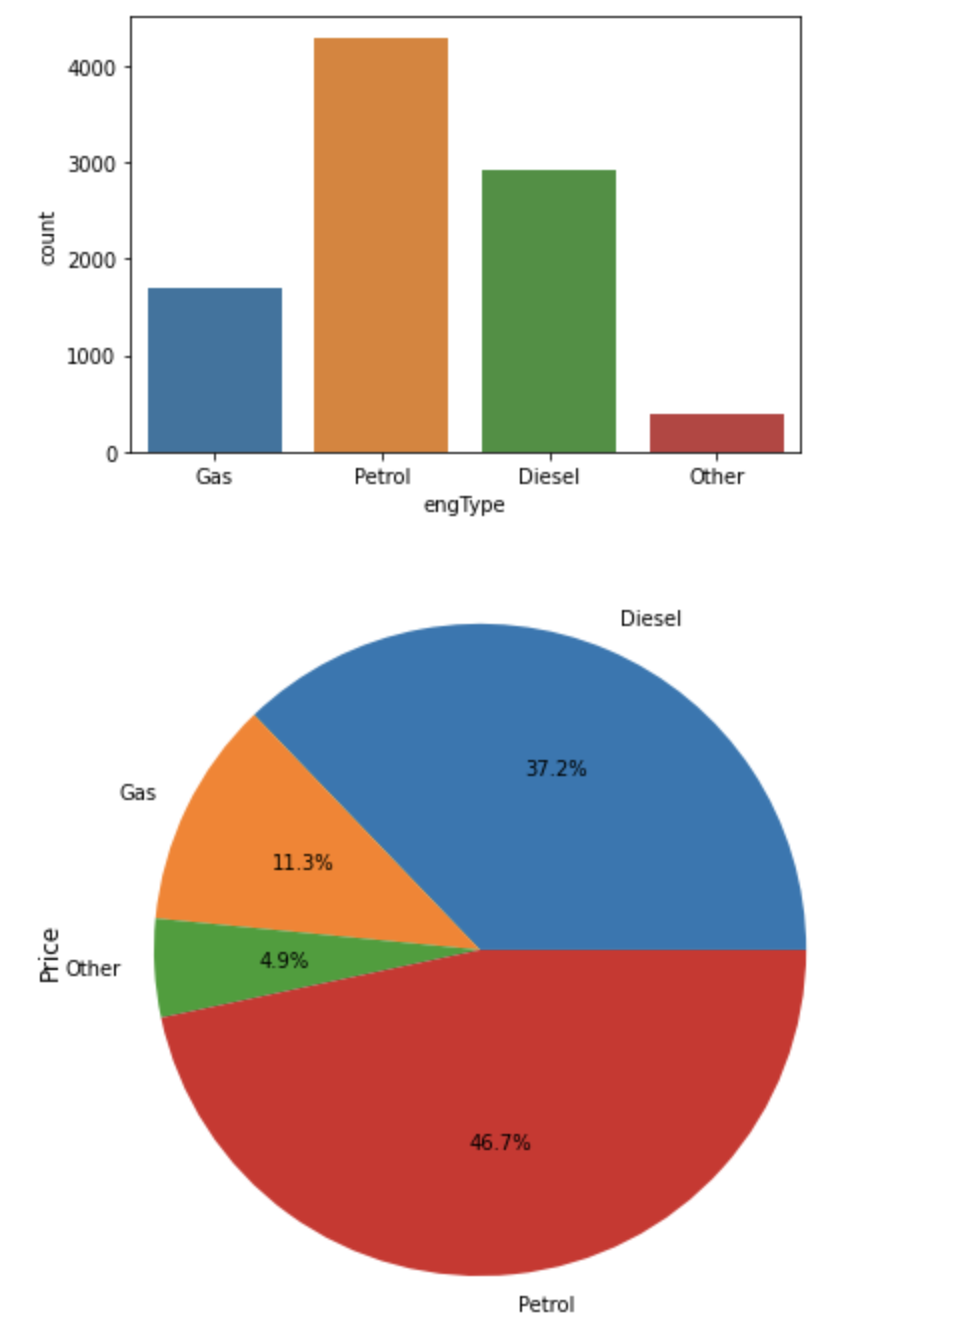 4000
3000
2000
1000
0
count
Gas Petrol Diesel Other
engType
Diesel
37.2%
Gas
11.3%
Price
Other
4.9%
46.7%
Petrol